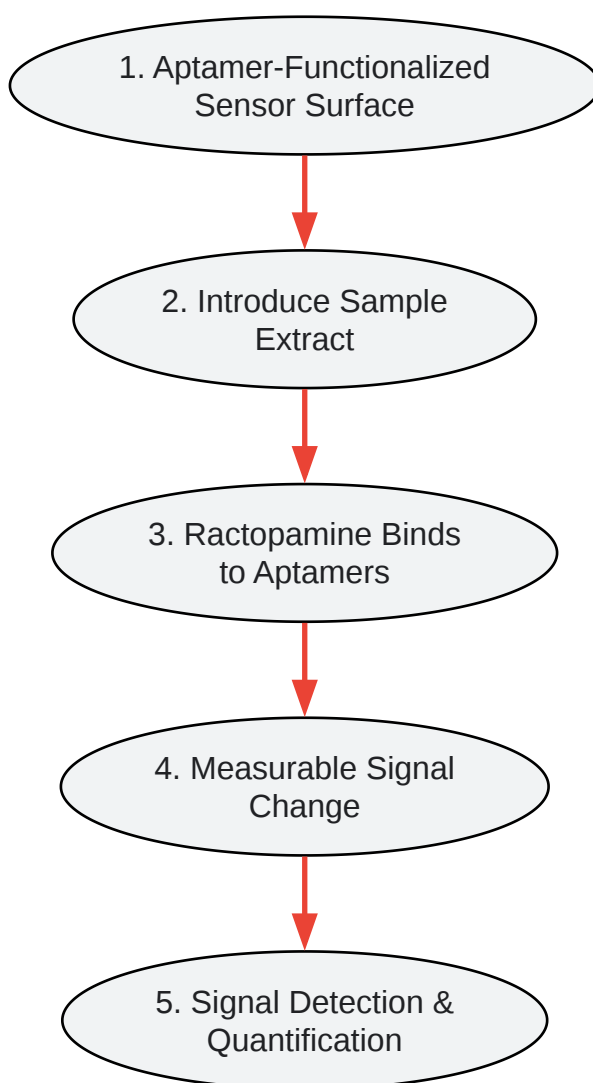 1. Aptamer-Functionalized
Sensor Surface
2. Introduce Sample
Extract
3. Ractopamine Binds
to Aptamers
4. Measurable Signal
Change
5. Signal Detection &
Quantification